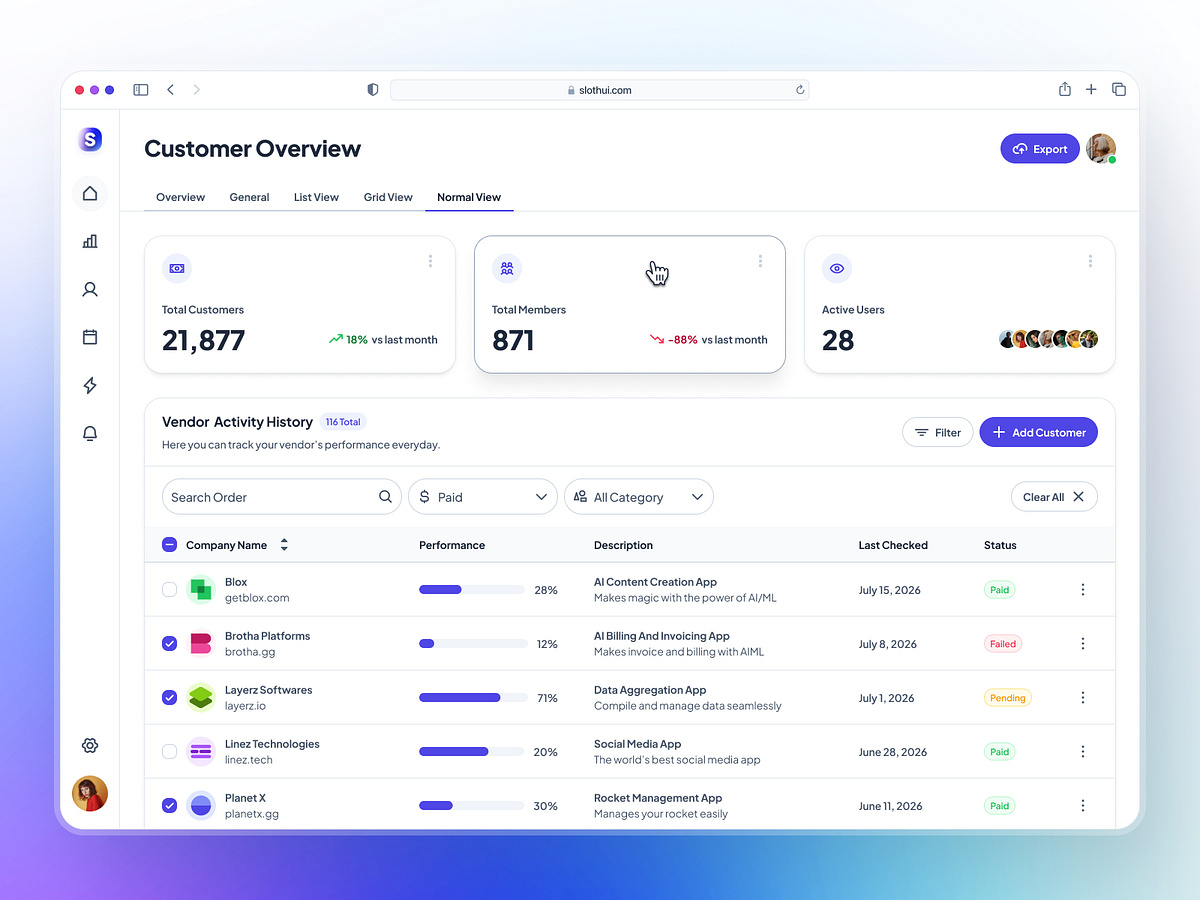 slothui.com
S
Customer Overview
Export
Overview General List View Grid View Normal View
Total Customers
21,877
18% vs last month
Total Members
871
-88% vs last month
Active Users
28
Vendor Activity History 116 Total
Here you can track your vendor's performance everyday.
Filter
Add Customer
Search Order
$ Paid
All Category
Clear All
Company Name Performance Description Last Checked Status
Blox
getblox.com
28%
AI Content Creation App
Makes magic with the power of AI/ML
July 15, 2026
Paid
Brotha Platforms
brotha.gg
12%
AI Billing And Invoicing App
Makes invoice and billing with AIML
July 8, 2026
Failed
Layerz Softwares
layerz.io
71%
Data Aggregation App
Compile and manage data seamlessly
July 1, 2026
Pending
Linez Technologies
linez.tech
20%
Social Media App
The world's best social media app
June 28, 2026
Paid
Planet X
planetx.gg
30%
Rocket Management App
Manages your rocket easily
June 11, 2026
Paid